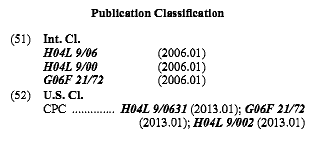 Publication Classification
(51) Int. Cl.
H04L 9/06 (2006.01)
H04L 9/00 (2006.01)
G06F 21/72 (2006.01)
(52) U.S. Cl.
CPC .............. H04L 9/0631 (2013.01); G06F 21/72
(2013.01); H04L 9/002 (2013.01)